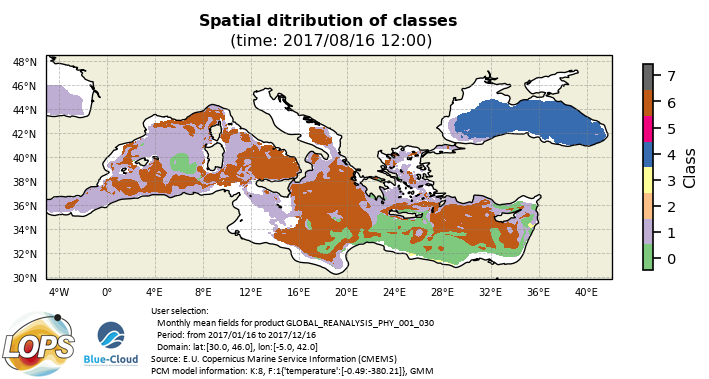 Spatial ditribution of classes
(time: 2017/08/16 12:00)
48°N
46°N
44°N
42°N
40°N
38°N
36°N
34°N
32°N
30°N
4°W 0° 4°E 8°E 12°E 16°E 20°E 24°E 28°E 32°E 36°E 40°E
7
6
5
4
3
2
1
0
Class
LOPS
Blue-Cloud
User selection:
Monthly mean fields for product GLOBAL_REANALYSIS_PHY_001_030
Period: from 2017/01/16 to 2017/12/16
Domain: lat:[30.0, 46.0], lon:[-5.0, 42.0]
Source: E.U. Copernicus Marine Service Information (CMEMS)
PCM model information: K:8, F:1{'temperature':[-0.49:-380.21]}, GMM